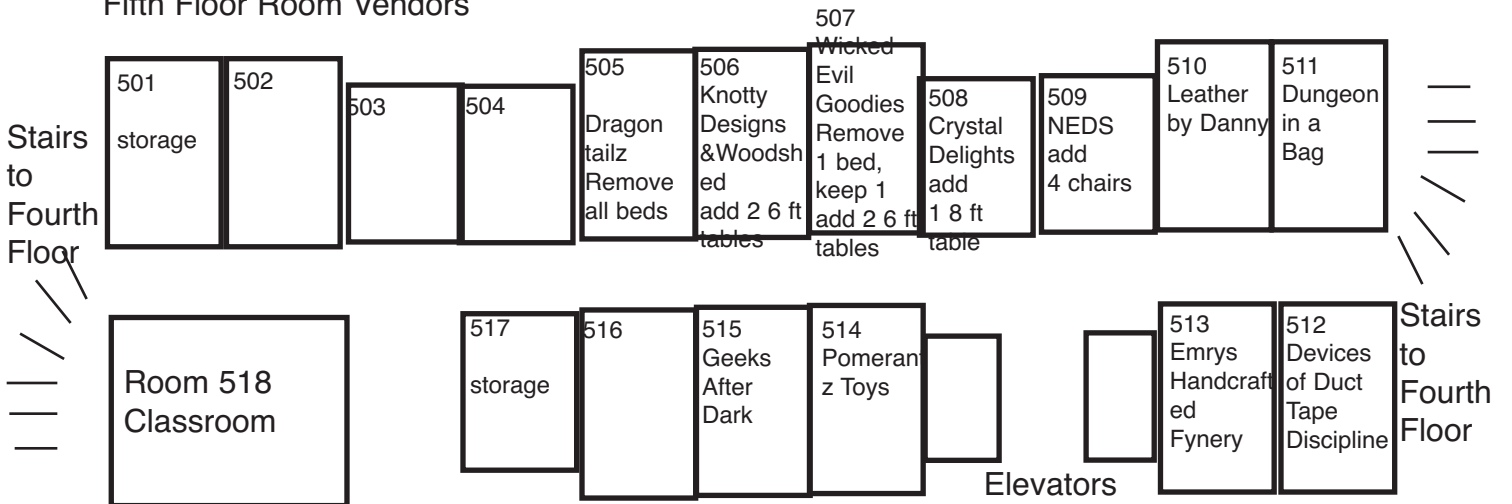 Fifth Floor Room Vendors
Stairs
to
Fourth
Floor
501
storage
502
503
504
505
Dragon
tailz
Remove
all beds
506
Knotty
Designs
&Woodsh
ed
add 2 6 ft
tables
507
Wicked
Evil
Goodies
Remove
1 bed,
keep 1
add 2 6 ft
tables
508
Crystal
Delights
add
1 8 ft
table
509
NEDS
add
4 chairs
510
Leather
by Danny
511
Dungeon
in a
Bag
Room 518
Classroom
517
storage
516
515
Geeks
After
Dark
514
Pomeran
z Toys
Elevators
513
Emrys
Handcraft
ed
Fynery
512
Devices
of Duct
Tape
Discipline
Stairs
to
Fourth
Floor